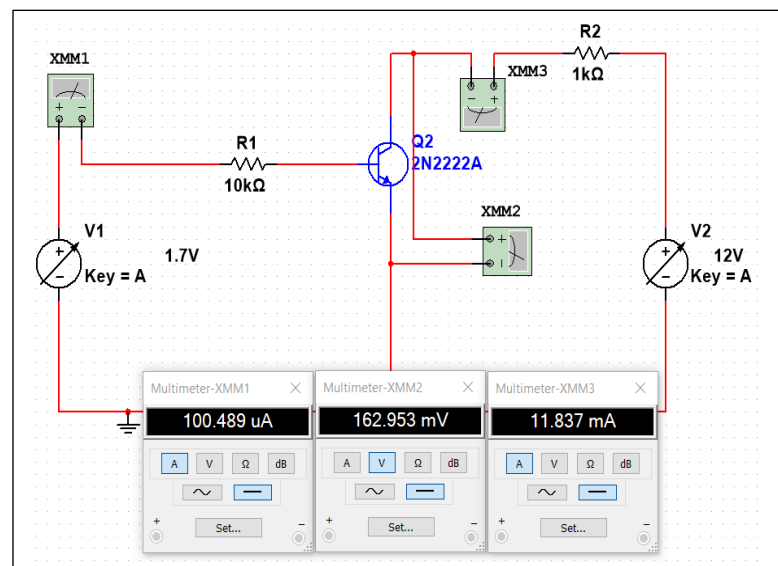 XMM1
R1
10kΩ
V1
1.7V
Key = A
Q2
2N2222A
XMM3
R2
1kΩ
XMM2
V2
12V
Key = A
Multimeter-XMM1
100.489 uA
A V Ω dB
+ Set... −
Multimeter-XMM2
162.953 mV
A V Ω dB
+ Set... −
Multimeter-XMM3
11.837 mA
A V Ω dB
+ Set... −